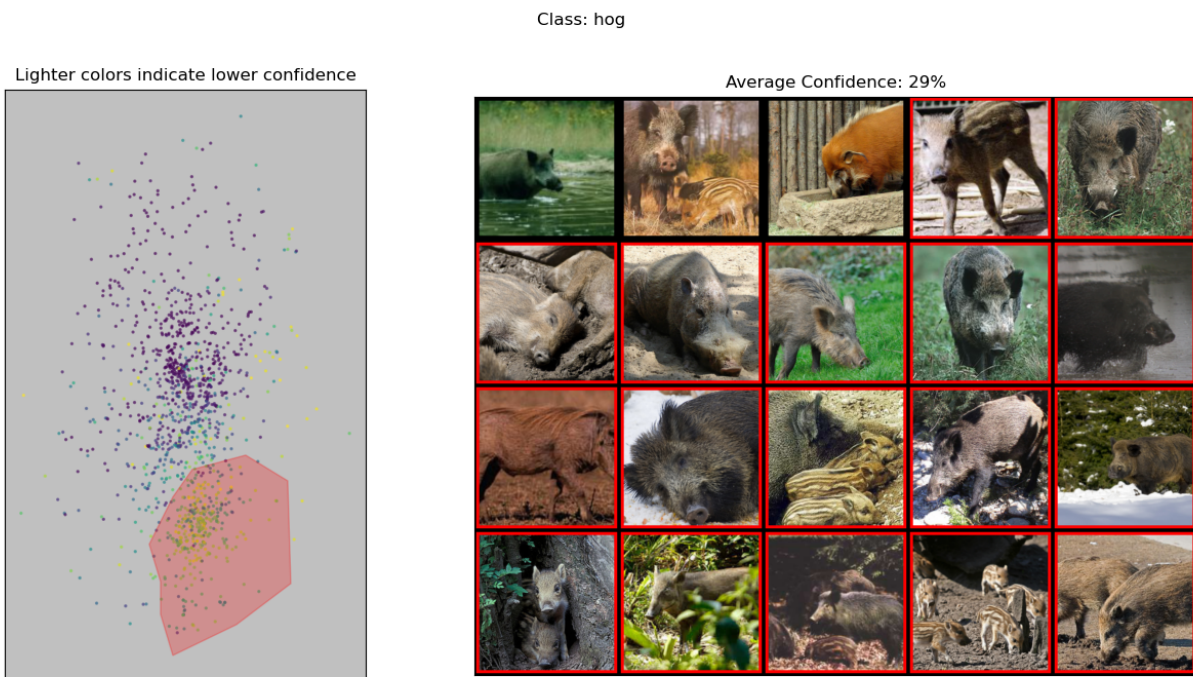 Class: hog
Lighter colors indicate lower confidence
Average Confidence: 29%